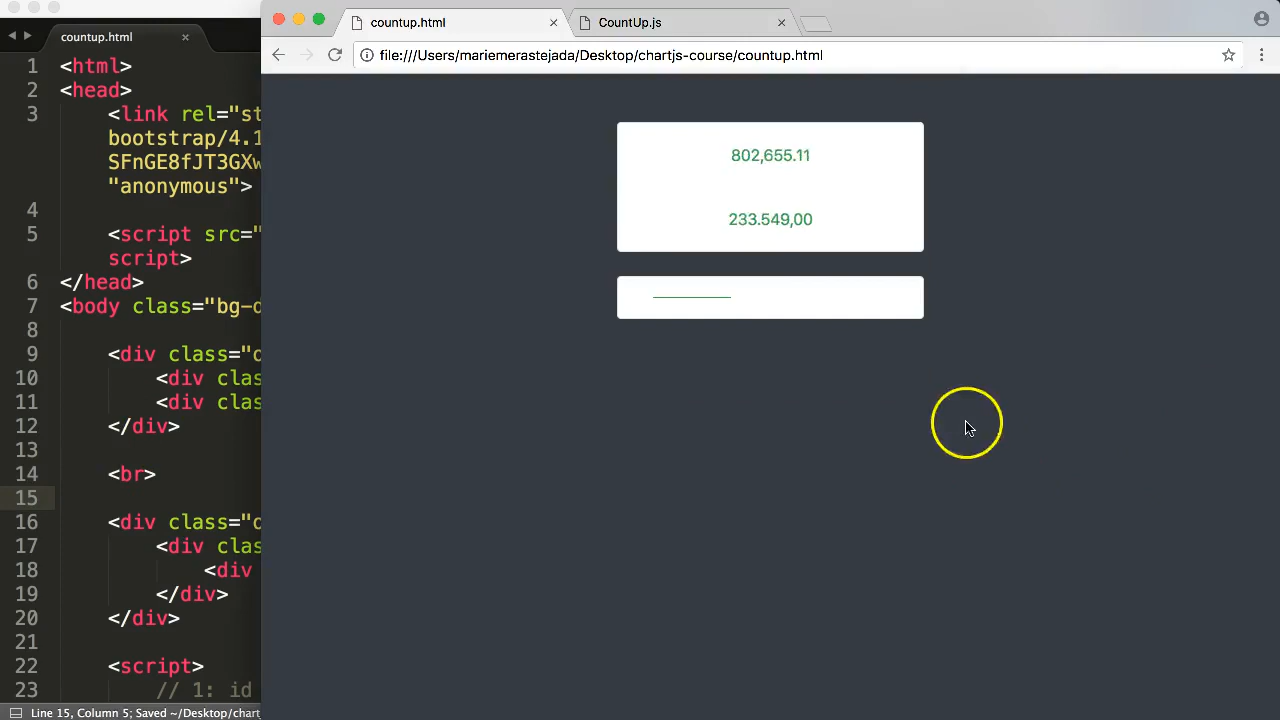 countup.html
CountUp.js
countup.html
file:///Users/mariemerastejada/Desktop/chartjs-course/countup.html
1 <html>
2 <head>
3 <link rel="st
bootstrap/4.1
SFnGE8fJT3GXw
"anonymous">
4
5 <script src="
script>
6 </head>
7 <body class="bg-d
8
9 <div class="o
10 <div clas
11 <div clas
12 </div>
13
14 <br>
15
16 <div class="o
17 <div clas
18 <div
19 </div>
20 </div>
21
22 <script>
23 // 1: id
Line 15, Column 5; Saved ~/Desktop/chart
802,655.11
233.549,00